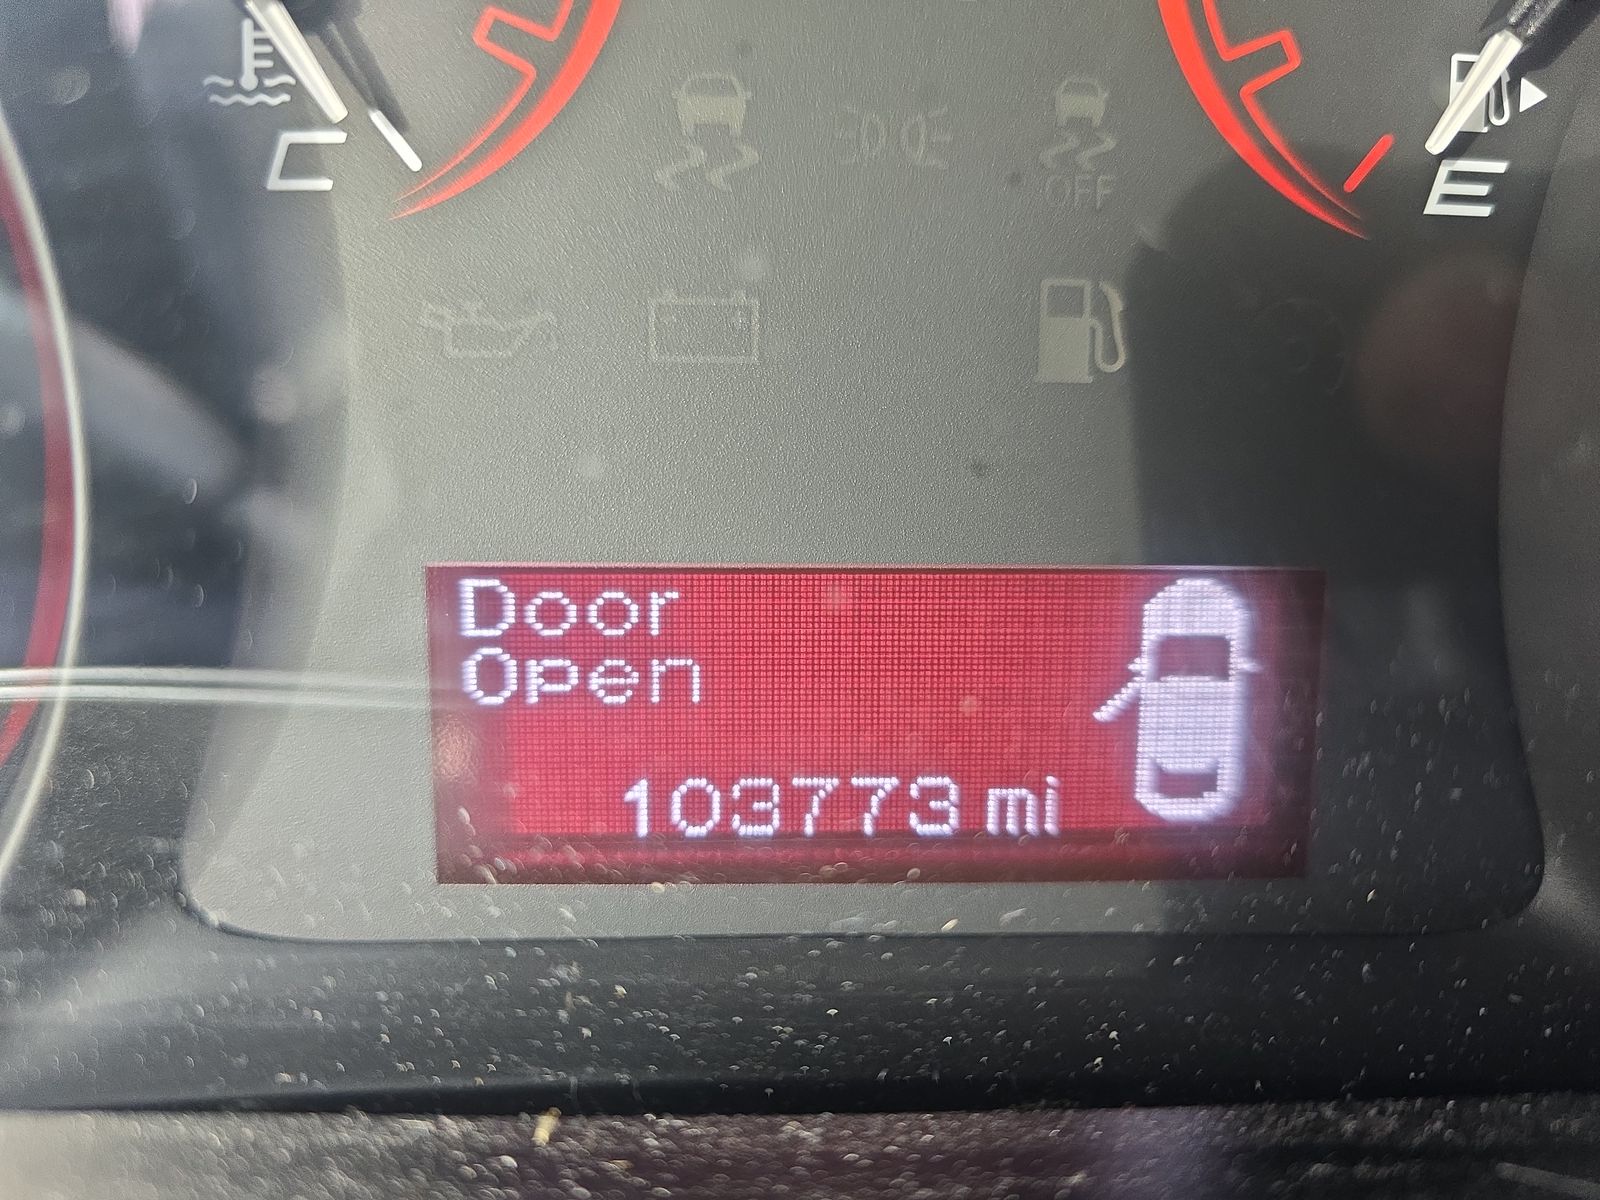 C
E
OFF
Door
Open
103773 mi